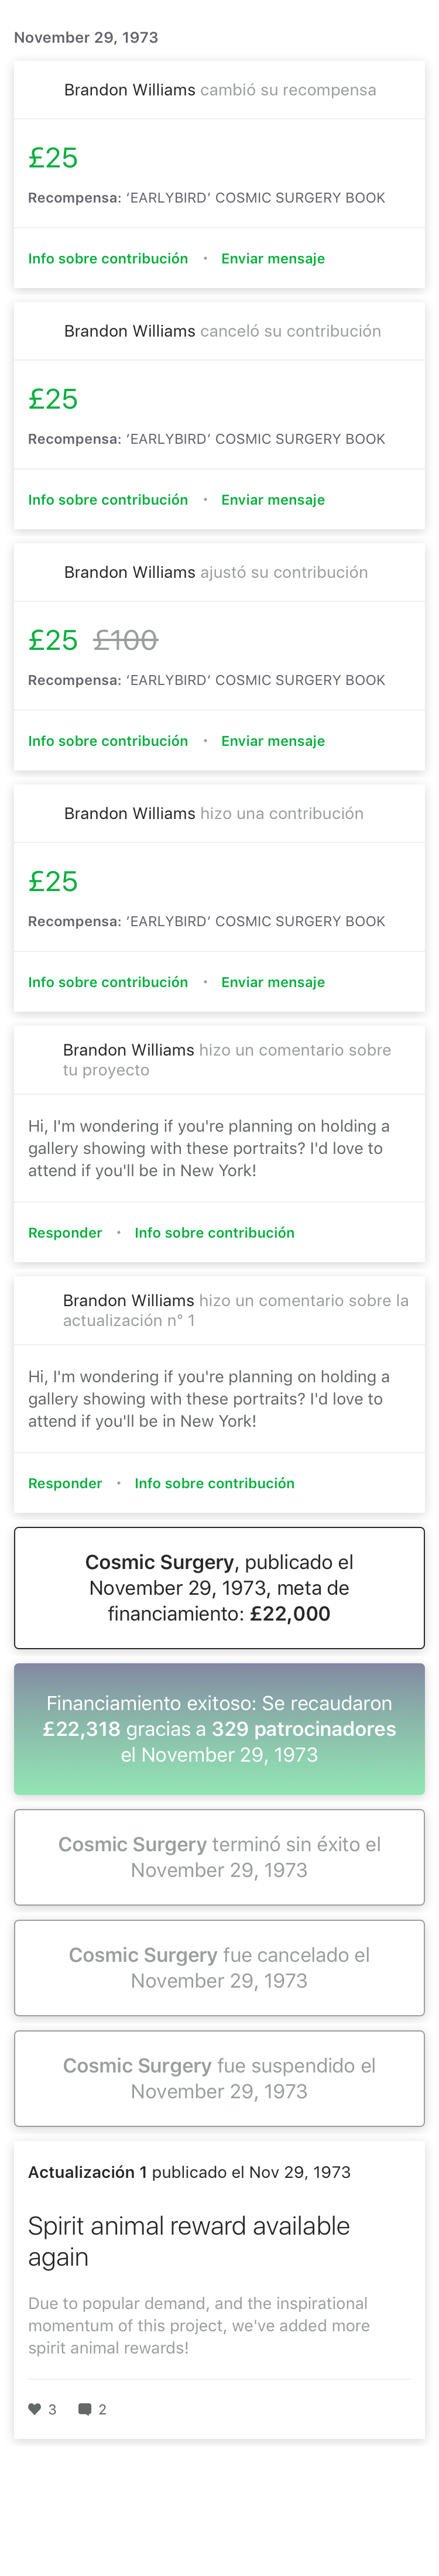 November 29, 1973
Brandon Williams cambió su recompensa
£25
Recompensa: ‘EARLYBIRD’ COSMIC SURGERY BOOK
Info sobre contribución • Enviar mensaje
Brandon Williams canceló su contribución
£25
Recompensa: ‘EARLYBIRD’ COSMIC SURGERY BOOK
Info sobre contribución • Enviar mensaje
Brandon Williams ajustó su contribución
£25 £100
Recompensa: ‘EARLYBIRD’ COSMIC SURGERY BOOK
Info sobre contribución • Enviar mensaje
Brandon Williams hizo una contribución
£25
Recompensa: ‘EARLYBIRD’ COSMIC SURGERY BOOK
Info sobre contribución • Enviar mensaje
Brandon Williams hizo un comentario sobre
tu proyecto
Hi, I'm wondering if you're planning on holding a
gallery showing with these portraits? I'd love to
attend if you'll be in New York!
Responder • Info sobre contribución
Brandon Williams hizo un comentario sobre la
actualización n° 1
Hi, I'm wondering if you're planning on holding a
gallery showing with these portraits? I'd love to
attend if you'll be in New York!
Responder • Info sobre contribución
Cosmic Surgery, publicado el
November 29, 1973, meta de
financiamiento: £22,000
Financiamiento exitoso: Se recaudaron
£22,318 gracias a 329 patrocinadores
el November 29, 1973
Cosmic Surgery terminó sin éxito el
November 29, 1973
Cosmic Surgery fue cancelado el
November 29, 1973
Cosmic Surgery fue suspendido el
November 29, 1973
Actualización 1 publicado el Nov 29, 1973
Spirit animal reward available
again
Due to popular demand, and the inspirational
momentum of this project, we've added more
spirit animal rewards!
3 2